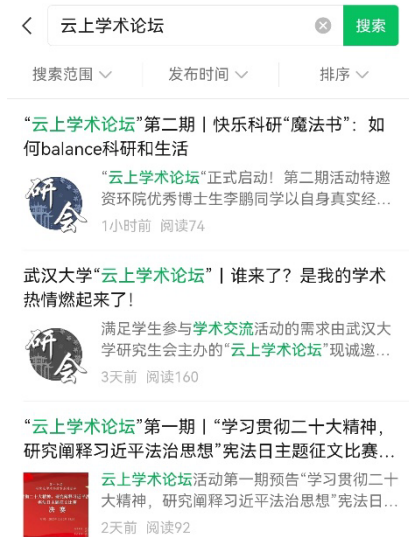 云上学术论坛
搜索
搜索范围
发布时间
排序
“云上学术论坛”第二期丨快乐科研“魔法书”：如
何balance科研和生活
“云上学术论坛“正式启动！第二期活动特邀
资环院优秀博士生李鹏同学以自身真实经...
1小时前 阅读74
研会
武汉大学“云上学术论坛”丨谁来了？是我的学术
热情燃起来了！
满足学生参与学术交流活动的需求由武汉大
学研究生会主办的“云上学术论坛”现诚邀...
3天前 阅读160
研会
“云上学术论坛”第一期丨“学习贯彻二十大精神，
研究阐释习近平法治思想”宪法日主题征文比赛...
云上学术论坛活动第一期预告“学习贯彻二十
大精神，研究阐释习近平法治思想”宪法日...
2天前 阅读92
决赛